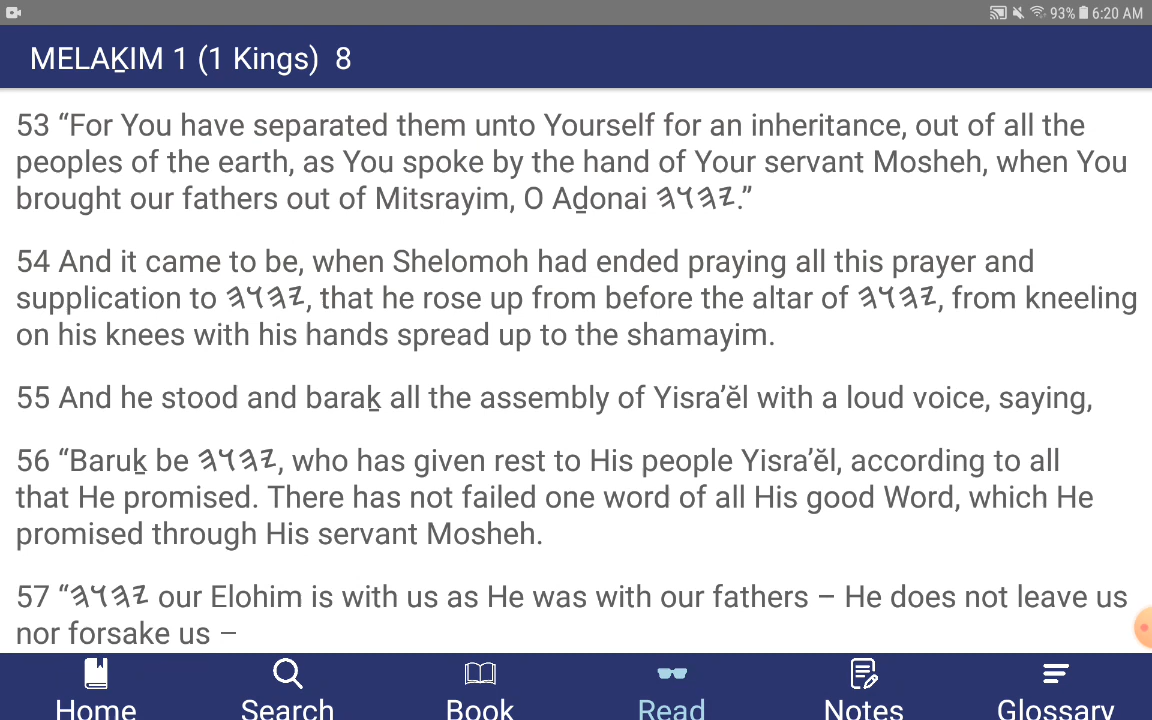 93% 6:20 AM
MELAḴIM 1 (1 Kings) 8
53 “For You have separated them unto Yourself for an inheritance, out of all the
peoples of the earth, as You spoke by the hand of Your servant Mosheh, when You
brought our fathers out of Mitsrayim, O Aḏonai 𐤉𐤄𐤅𐤄.”
54 And it came to be, when Shelomoh had ended praying all this prayer and
supplication to 𐤉𐤄𐤅𐤄, that he rose up from before the altar of 𐤉𐤄𐤅𐤄, from kneeling
on his knees with his hands spread up to the shamayim.
55 And he stood and baraḵ all the assembly of Yisra’ĕl with a loud voice, saying,
56 “Baruḵ be 𐤉𐤄𐤅𐤄, who has given rest to His people Yisra’ĕl, according to all
that He promised. There has not failed one word of all His good Word, which He
promised through His servant Mosheh.
57 “𐤉𐤄𐤅𐤄 our Elohim is with us as He was with our fathers – He does not leave us
nor forsake us –
Home Search Book Read Notes Glossary